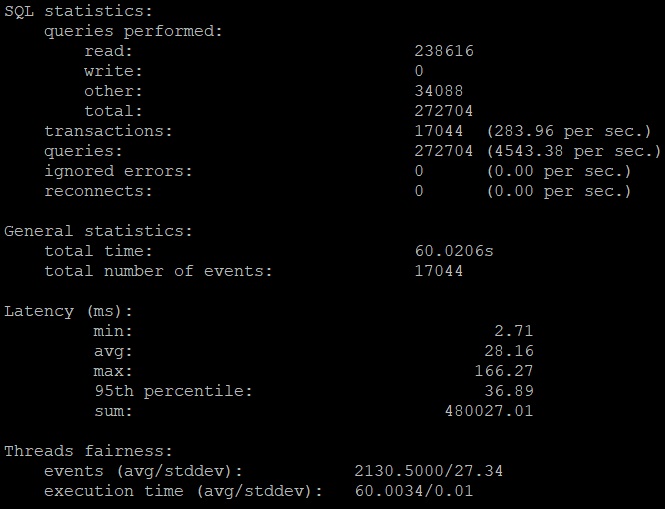 SQL statistics:
    queries performed:
        read:                            238616
        write:                           0
        other:                           34088
        total:                           272704
    transactions:                        17044  (283.96 per sec.)
    queries:                             272704 (4543.38 per sec.)
    ignored errors:                      0      (0.00 per sec.)
    reconnects:                          0      (0.00 per sec.)

General statistics:
    total time:                          60.0206s
    total number of events:              17044

Latency (ms):
         min:                                    2.71
         avg:                                   28.16
         max:                                  166.27
         95th percentile:                       36.89
         sum:                               480027.01

Threads fairness:
    events (avg/stddev):           2130.5000/27.34
    execution time (avg/stddev):   60.0034/0.01